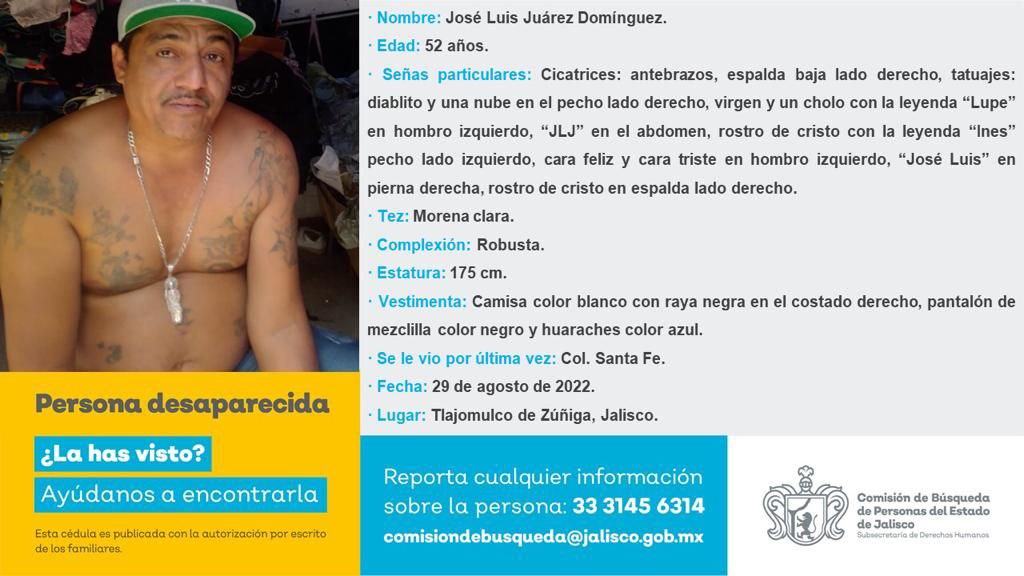 · Nombre: José Luis Juárez Domínguez.
· Edad: 52 años.
· Señas particulares: Cicatrices: antebrazos, espalda baja lado derecho, tatuajes:
diablito y una nube en el pecho lado derecho, virgen y un cholo con la leyenda “Lupe”
en hombro izquierdo, “JLJ” en el abdomen, rostro de cristo con la leyenda “Ines”
pecho lado izquierdo, cara feliz y cara triste en hombro izquierdo, “José Luis” en
pierna derecha, rostro de cristo en espalda lado derecho.
· Tez: Morena clara.
· Complexión: Robusta.
· Estatura: 175 cm.
· Vestimenta: Camisa color blanco con raya negra en el costado derecho, pantalón de
mezclilla color negro y huaraches color azul.
· Se le vio por última vez: Col. Santa Fe.
· Fecha: 29 de agosto de 2022.
· Lugar: Tlajomulco de Zúñiga, Jalisco.
Persona desaparecida
¿La has visto?
Ayúdanos a encontrarla
Esta cédula es publicada con la autorización por escrito
de los familiares.
Reporta cualquier información
sobre la persona: 33 3145 6314
comisiondebusqueda@jalisco.gob.mx
Comisión de Búsqueda
de Personas del Estado
de Jalisco
Subsecretaría de Derechos Humanos